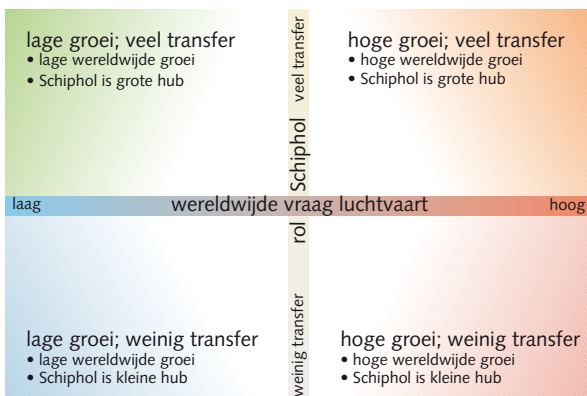 lage groei; veel transfer
• lage wereldwijde groei
• Schiphol is grote hub
hoge groei; veel transfer
• hoge wereldwijde groei
• Schiphol is grote hub
veel transfer
rol Schiphol
weinig transfer
laag
wereldwijde vraag luchtvaart
hoog
lage groei; weinig transfer
• lage wereldwijde groei
• Schiphol is kleine hub
hoge groei; weinig transfer
• hoge wereldwijde groei
• Schiphol is kleine hub